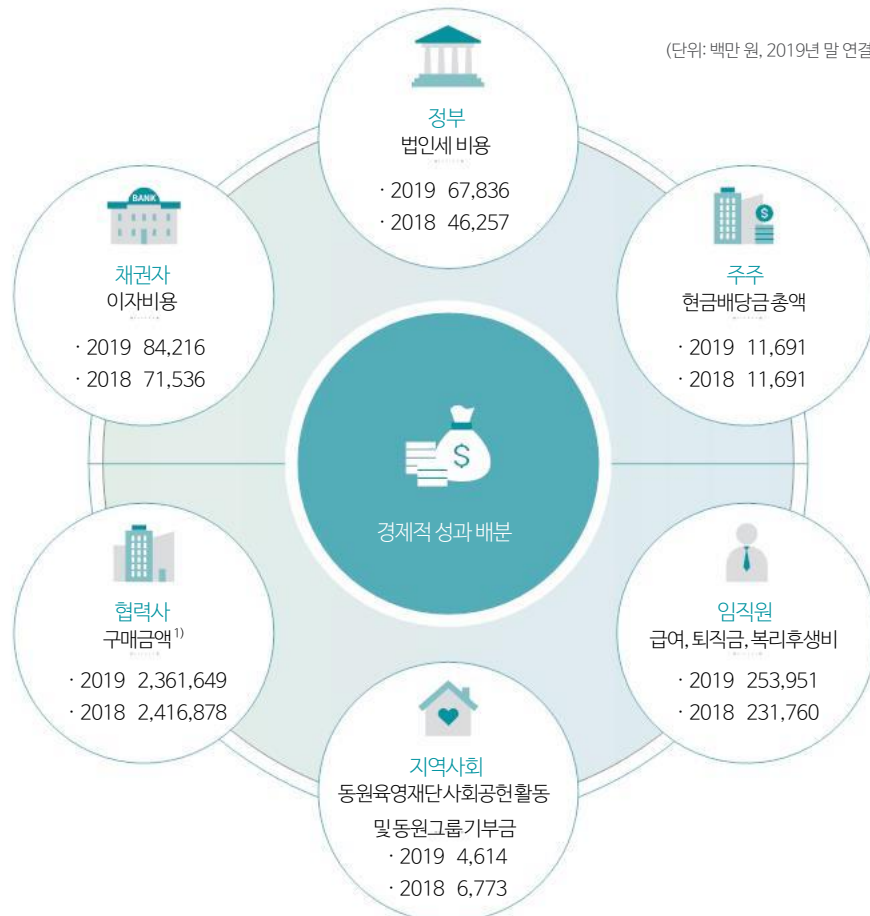 (단위: 백만 원, 2019년 말 연결
정부
법인세 비용
· 2019 67,836
· 2018 46,257
BANK
채권자
이자비용
· 2019 84,216
· 2018 71,536
$
주주
현금배당금 총액
· 2019 11,691
· 2018 11,691
$
경제적 성과 배분
협력사
구매금액 1)
· 2019 2,361,649
· 2018 2,416,878
임직원
급여, 퇴직금, 복리후생비
· 2019 253,951
· 2018 231,760
지역사회
동원육영재단 사회공헌 활동
및 동원그룹 기부금
· 2019 4,614
· 2018 6,773